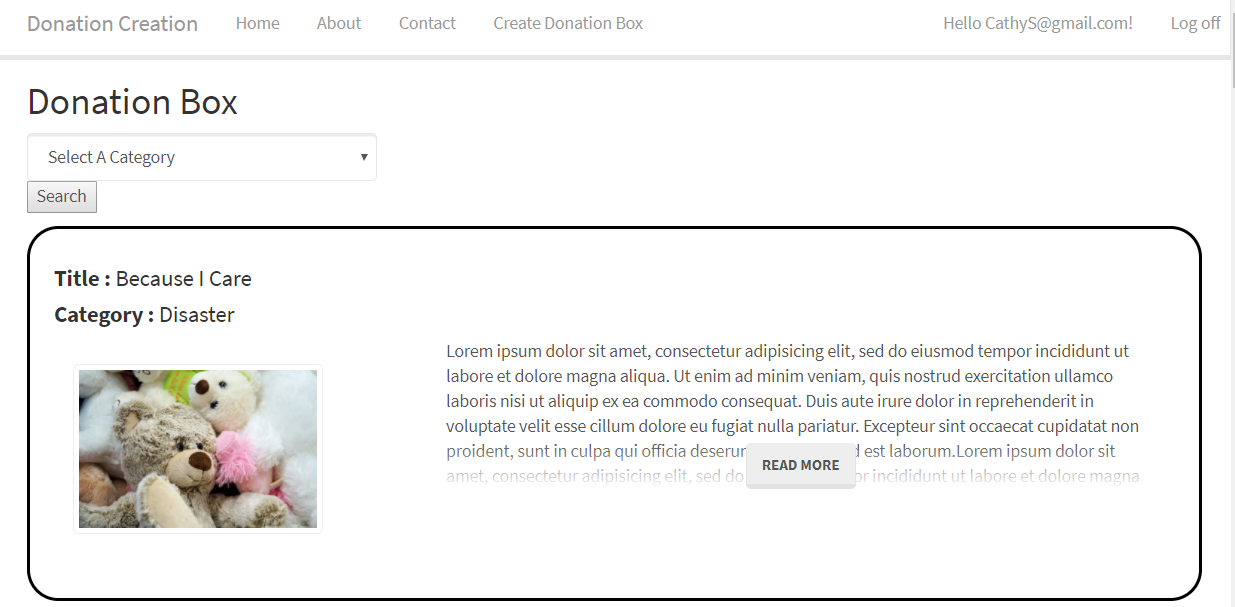 Donation Creation Home About Contact Create Donation Box Hello CathyS@gmail.com! Log off
Donation Box
Select A Category
Search
Title : Because I Care
Category : Disaster
Lorem ipsum dolor sit amet, consectetur adipisicing elit, sed do eiusmod tempor incididunt ut
labore et dolore magna aliqua. Ut enim ad minim veniam, quis nostrud exercitation ullamco
laboris nisi ut aliquip ex ea commodo consequat. Duis aute irure dolor in reprehenderit in
voluptate velit esse cillum dolore eu fugiat nulla pariatur. Excepteur sint occaecat cupidatat non
proident, sunt in culpa qui officia deserun est laborum.Lorem ipsum dolor sit
amet, consectetur adipisicing elit, sed do incididunt ut labore et dolore magna
READ MORE